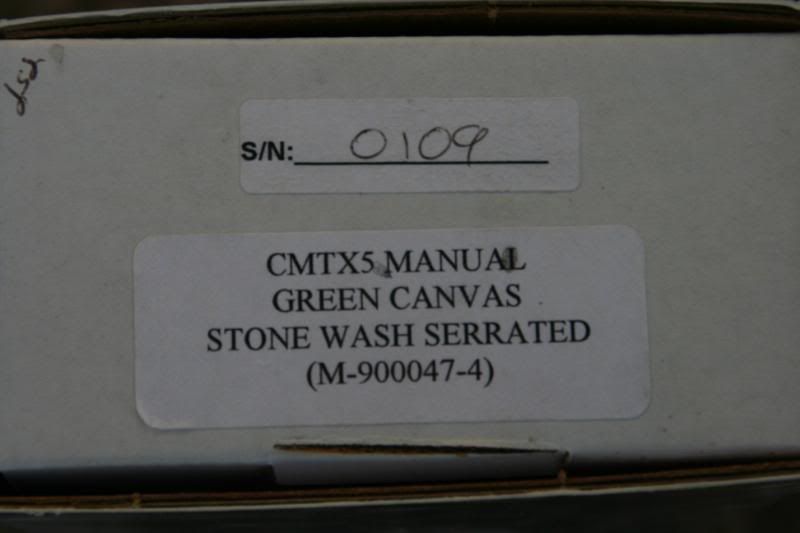 S/N: 0109
CMTX5 MANUAL
GREEN CANVAS
STONE WASH SERRATED
(M-900047-4)